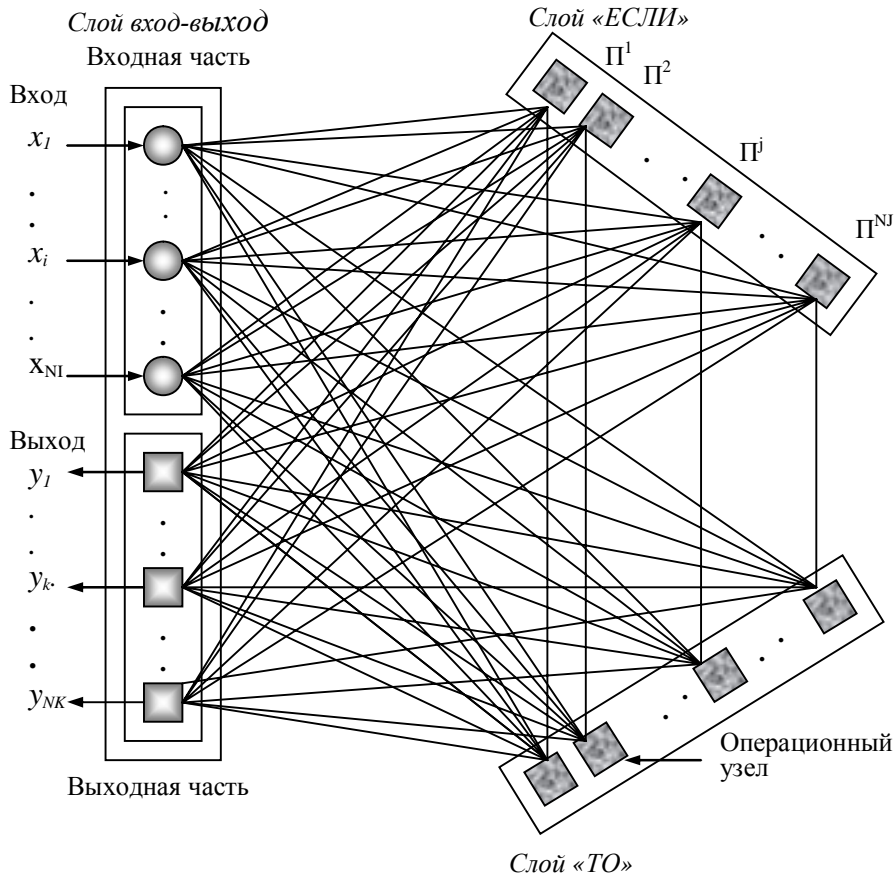 Слой вход-выход
Входная часть
Вход
x1
xi
xNI
Выход
y1
yk
yNK
Выходная часть
Слой «ЕСЛИ»
П1
П2
Пj
ПNJ
Операционный
узел
Слой «ТО»